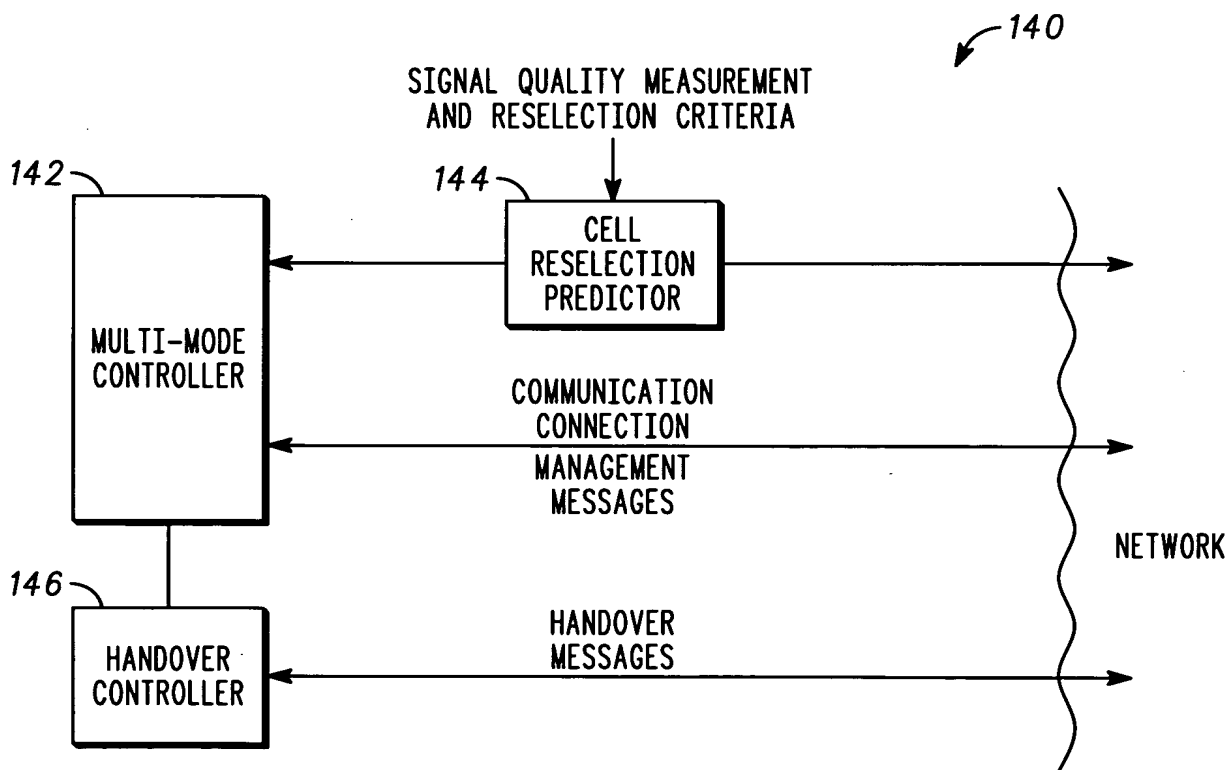 140
SIGNAL QUALITY MEASUREMENT
AND RESELECTION CRITERIA
142
144
CELL
RESELECTION
PREDICTOR
MULTI-MODE
CONTROLLER
COMMUNICATION
CONNECTION
MANAGEMENT
MESSAGES
NETWORK
146
HANDOVER
CONTROLLER
HANDOVER
MESSAGES